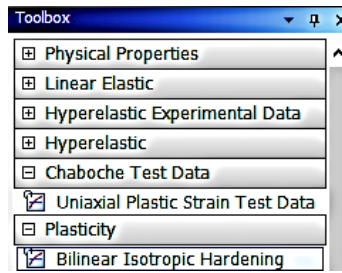 Toolbox
Physical Properties
Linear Elastic
Hyperelastic Experimental Data
Hyperelastic
Chaboche Test Data
Uniaxial Plastic Strain Test Data
Plasticity
Bilinear Isotropic Hardening